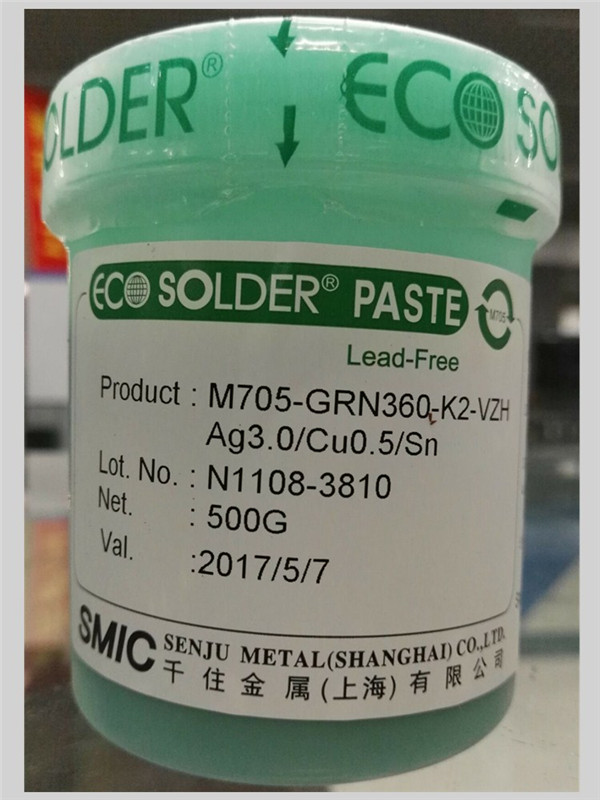 OLDER® ECO SO
ECO SOLDER® PASTE
M705
Lead-Free
Product : M705-GRN360-K2-VZH
Ag3.0/Cu0.5/Sn
Lot. No. : N1108-3810
Net. : 500G
Val. :2017/5/7
SMIC SENJU METAL(SHANGHAI) CO.,LTD.
千住金属(上海)有限公司